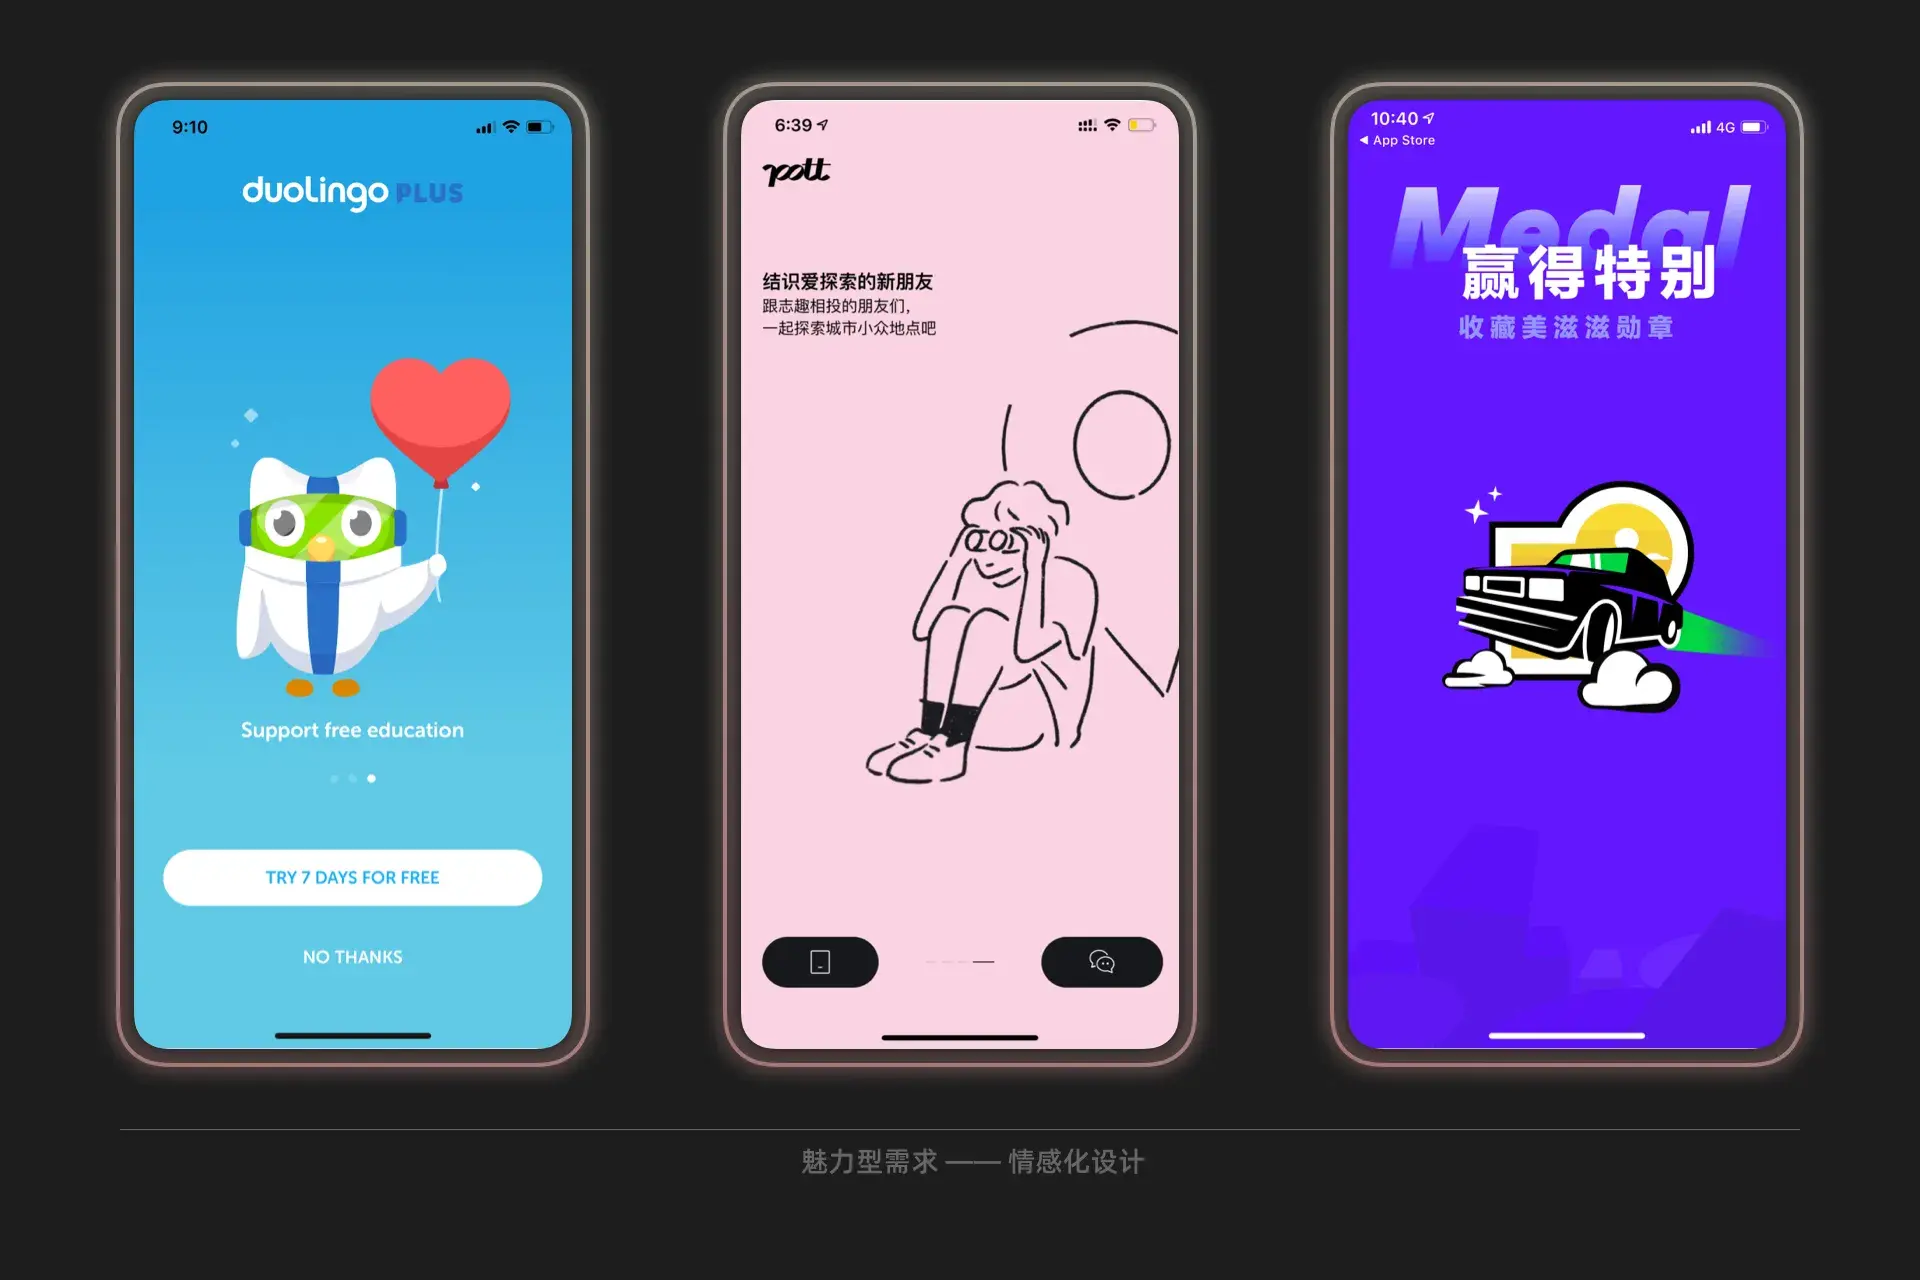 9:10
duolingo PLUS
Support free education
TRY 7 DAYS FOR FREE
NO THANKS
6:39
pott
结识爱探索的新朋友
跟志趣相投的朋友们，
一起探索城市小众地点吧
10:40
4G
◀ App Store
Medal
赢得特别
收藏美滋滋勋章
魅力型需求 —— 情感化设计